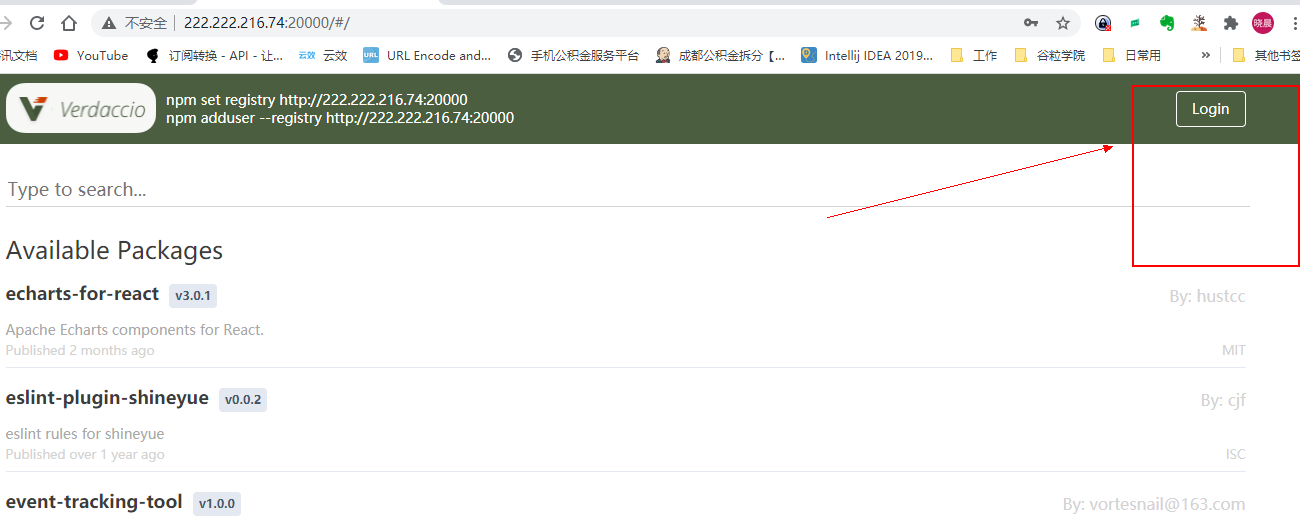 不安全 222.222.216.74:20000/#/ 晓晨
讯文档 YouTube 订阅转换 - API - 让... 云效 云效 URL URL Encode and... 手机公积金服务平台 成都公积金拆分【... Intellij IDEA 2019... 工作 谷粒学院 日常用 » 其他书签
Verdaccio npm set registry http://222.222.216.74:20000 Login
npm adduser --registry http://222.222.216.74:20000
Type to search...
Available Packages
echarts-for-react v3.0.1 By: hustcc
Apache Echarts components for React.
Published 2 months ago MIT
eslint-plugin-shineyue v0.0.2 By: cjf
eslint rules for shineyue
Published over 1 year ago ISC
event-tracking-tool v1.0.0 By: vortesnail@163.com